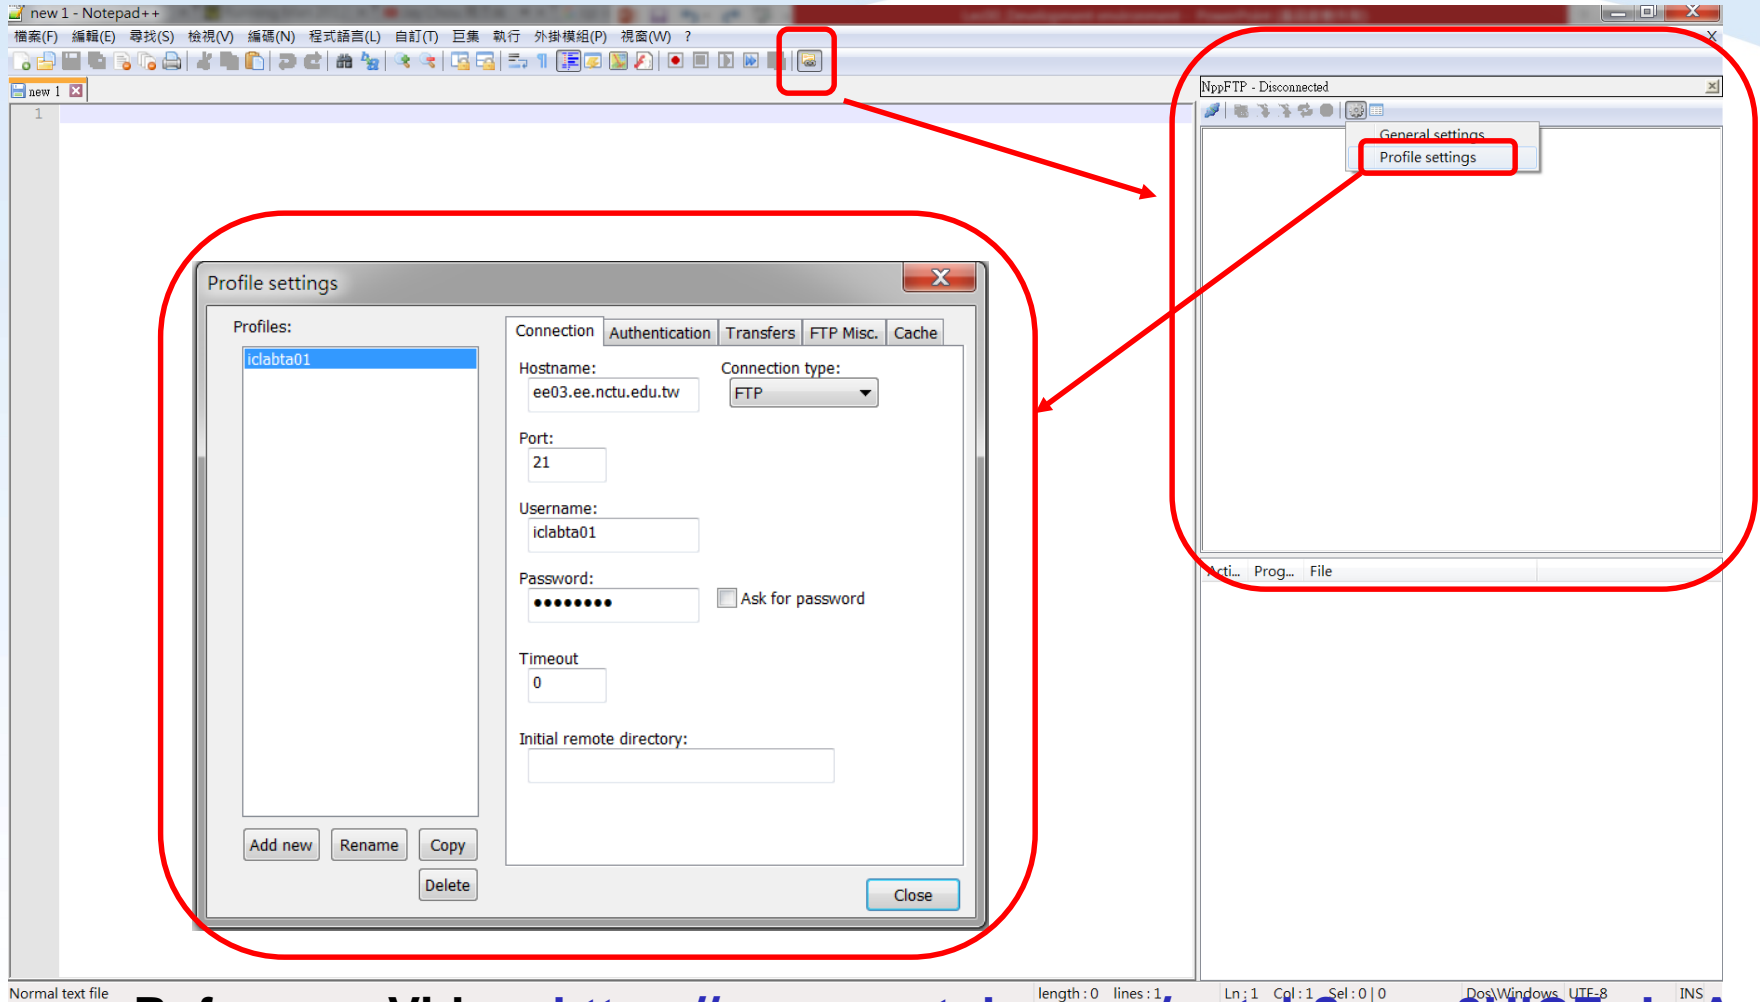 new 1 - Notepad++
檔案(F) 編輯(E) 尋找(S) 檢視(V) 編碼(N) 程式語言(L) 自訂(T) 巨集 執行 外掛模組(P) 視窗(W) ? X
new 1
1
NppFTP - Disconnected
General settings
Profile settings
Profile settings
Profiles:
iclabta01
Connection Authentication Transfers FTP Misc. Cache
Hostname: Connection type:
ee03.ee.nctu.edu.tw FTP
Port:
21
Username:
iclabta01
Password:
●●●●●●●● Ask for password
Timeout
0
Initial remote directory:
Add new Rename Copy
Delete
Close
Acti... Prog... File
Normal text file length : 0 lines : 1 Ln : 1 Col : 1 Sel : 0 | 0 Dos\Windows UTF-8 INS